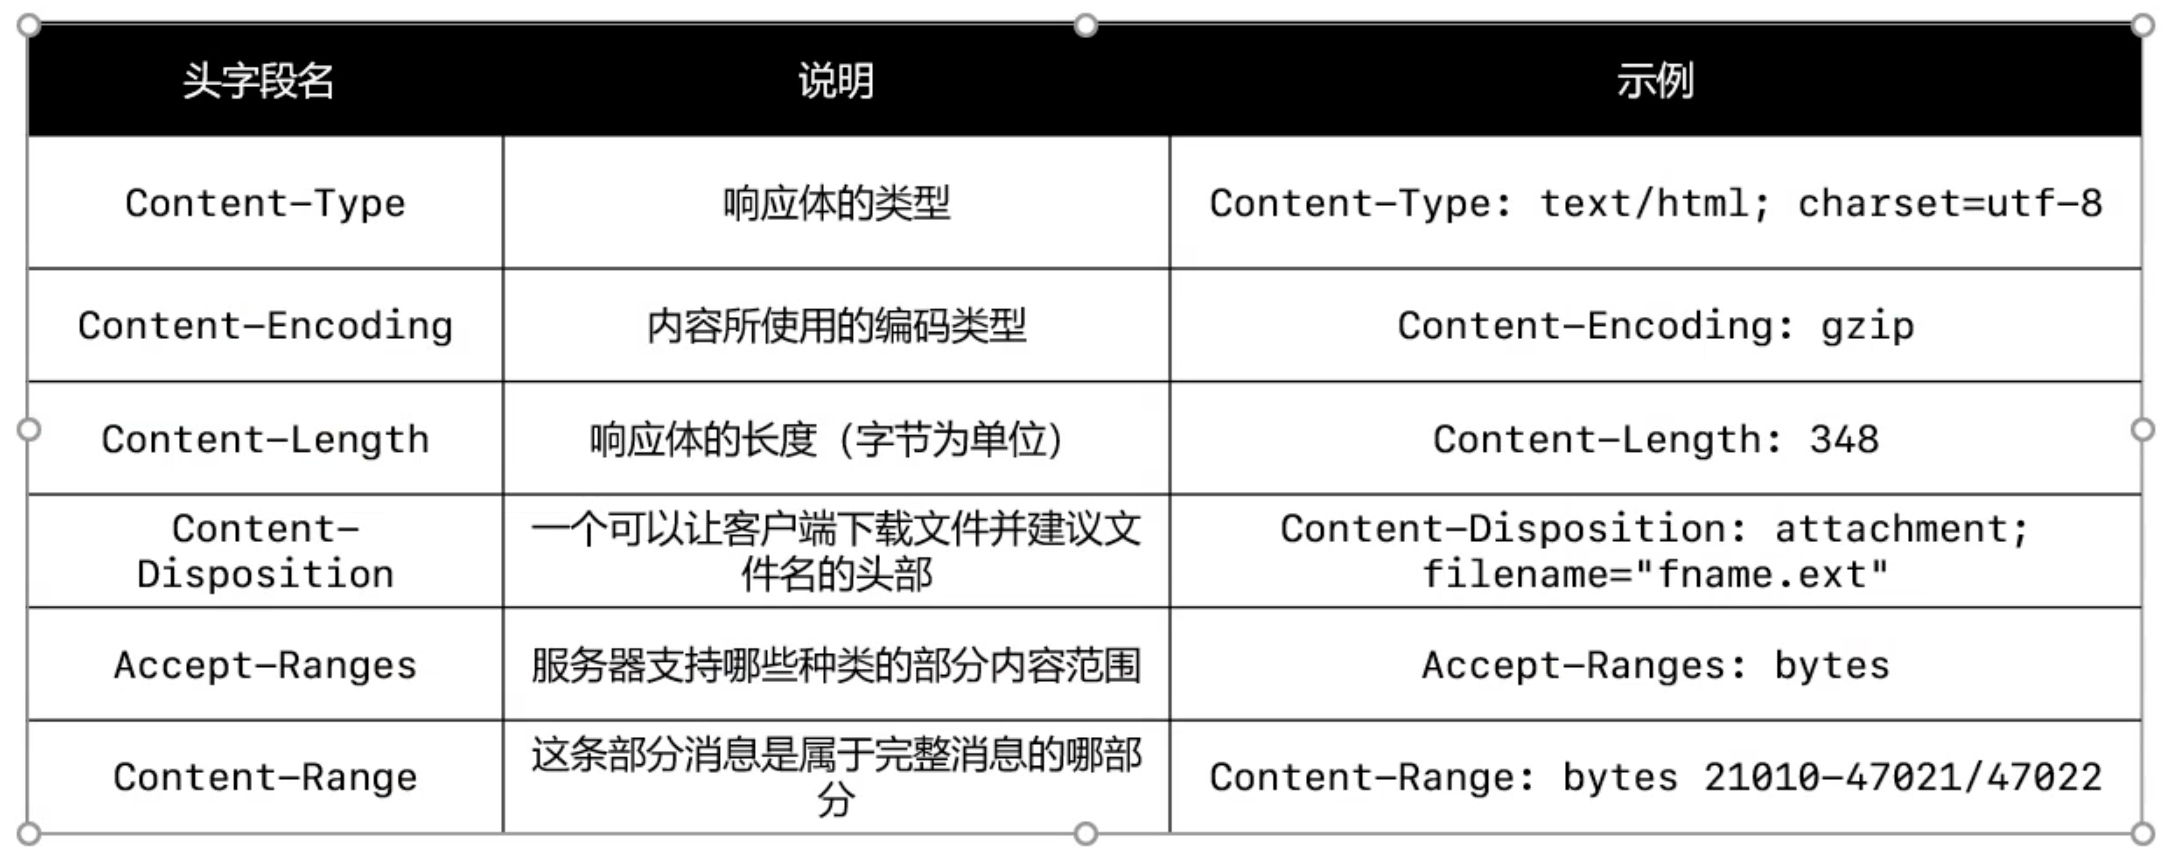 头字段名 说明 示例
Content-Type 响应体的类型 Content-Type: text/html; charset=utf-8
Content-Encoding 内容所使用的编码类型 Content-Encoding: gzip
Content-Length 响应体的长度（字节为单位） Content-Length: 348
Content-
Disposition
一个可以让客户端下载文件并建议文
件名的头部
Content-Disposition: attachment;
filename="fname.ext"
Accept-Ranges 服务器支持哪些种类的部分内容范围 Accept-Ranges: bytes
Content-Range
这条部分消息是属于完整消息的哪部
分
Content-Range: bytes 21010-47021/47022